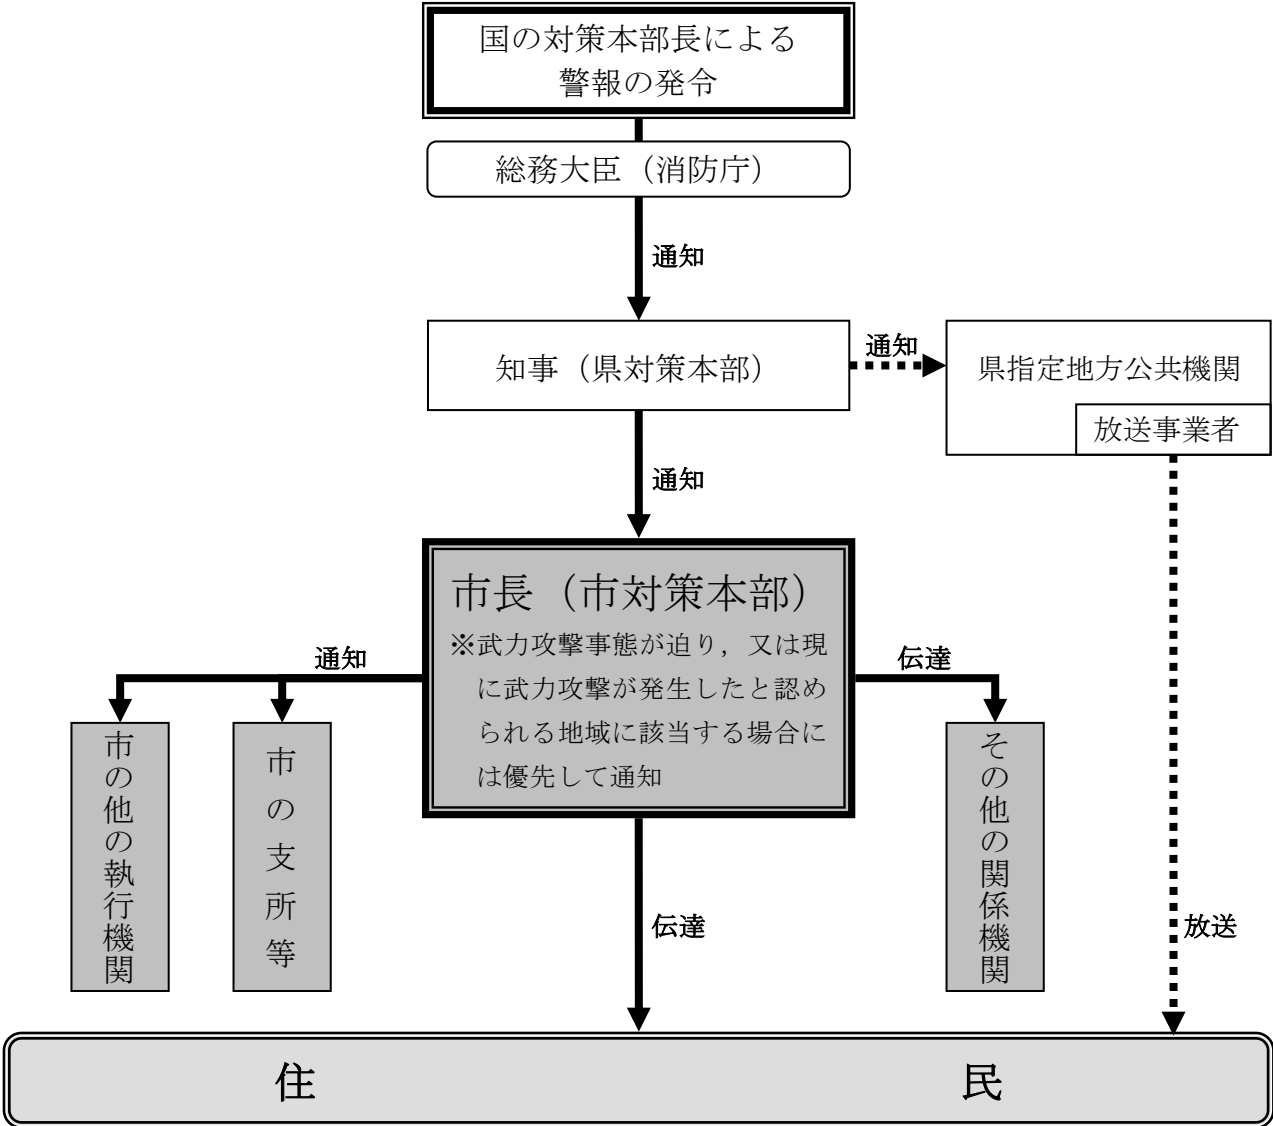 国の対策本部長による
警報の発令
総務大臣（消防庁）
通知
知事（県対策本部）
通知
県指定地方公共機関
放送事業者
通知
市長（市対策本部）
※武力攻撃事態が迫り，又は現
に武力攻撃が発生したと認め
られる地域に該当する場合に
は優先して通知
通知
伝達
市の他の執行機関
市の支所等
その他の関係機関
伝達
放送
住民